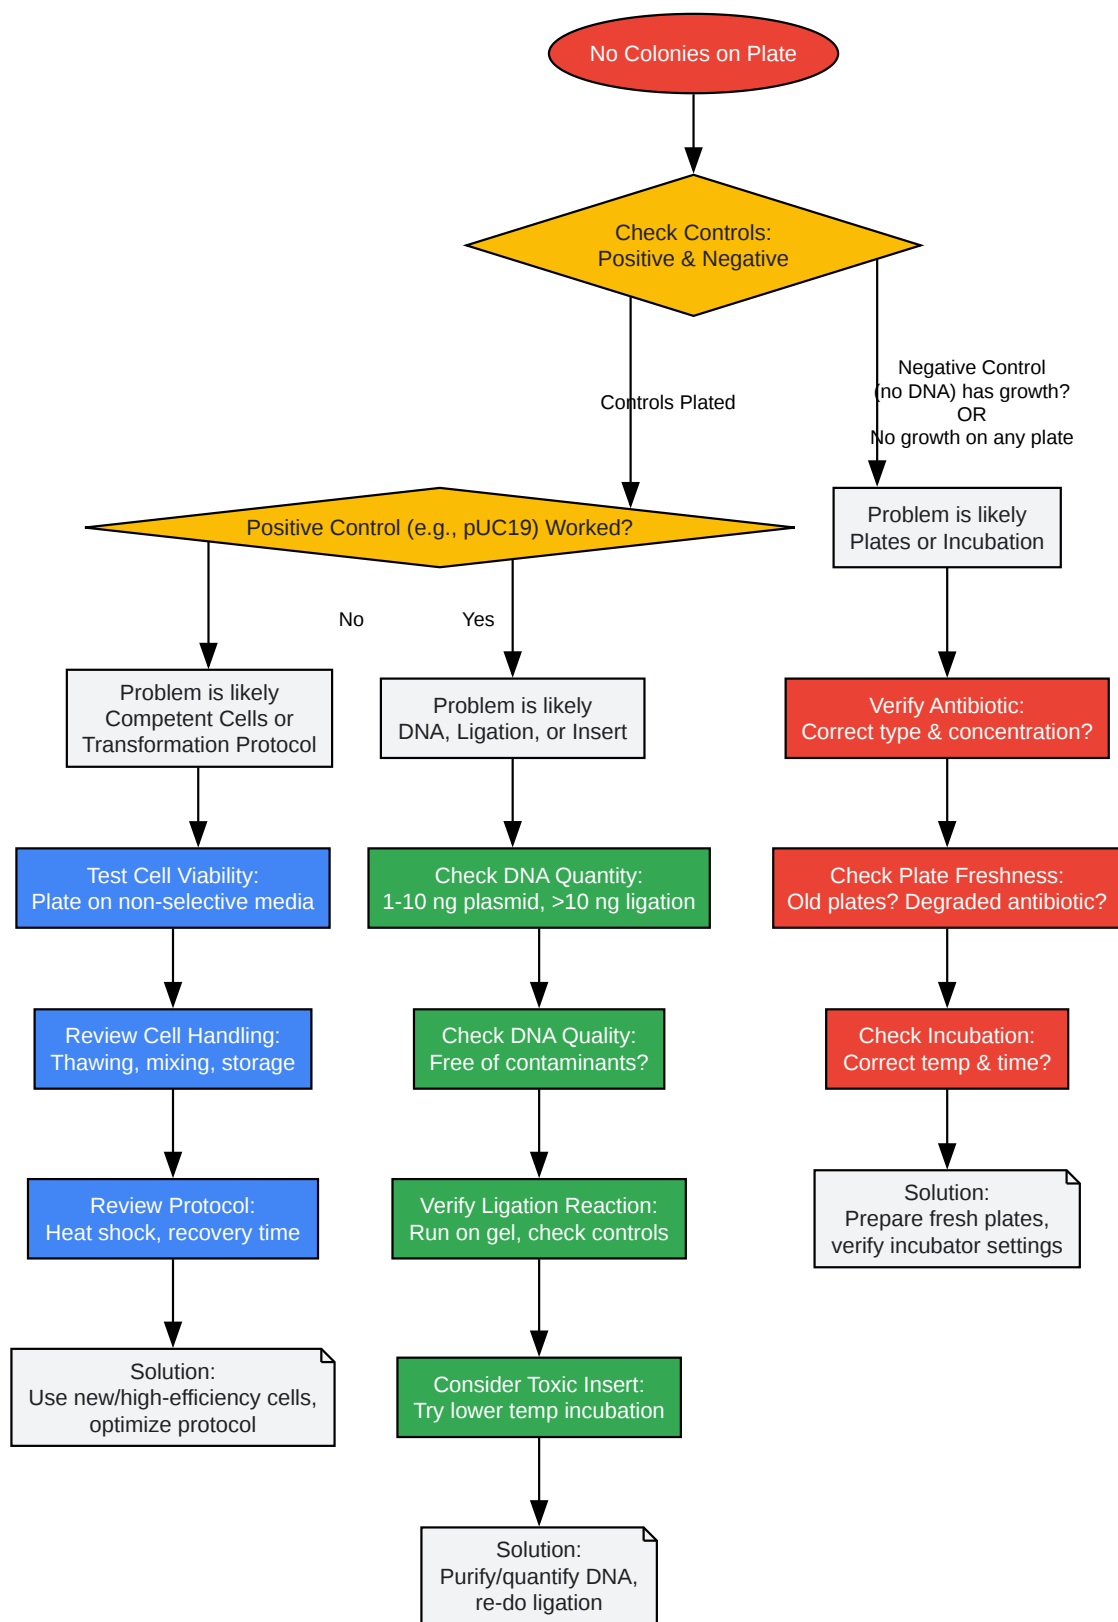 No Colonies on Plate
Check Controls:
Positive & Negative
Controls Plated
Negative Control
(no DNA) has growth?
OR
No growth on any plate
Positive Control (e.g., pUC19) Worked?
Problem is likely
Plates or Incubation
No
Yes
Problem is likely
Competent Cells or
Transformation Protocol
Problem is likely
DNA, Ligation, or Insert
Verify Antibiotic:
Correct type & concentration?
Test Cell Viability:
Plate on non-selective media
Check DNA Quantity:
1-10 ng plasmid, >10 ng ligation
Check Plate Freshness:
Old plates? Degraded antibiotic?
Review Cell Handling:
Thawing, mixing, storage
Check DNA Quality:
Free of contaminants?
Check Incubation:
Correct temp & time?
Review Protocol:
Heat shock, recovery time
Verify Ligation Reaction:
Run on gel, check controls
Solution:
Prepare fresh plates,
verify incubator settings
Solution:
Use new/high-efficiency cells,
optimize protocol
Consider Toxic Insert:
Try lower temp incubation
Solution:
Purify/quantify DNA,
re-do ligation